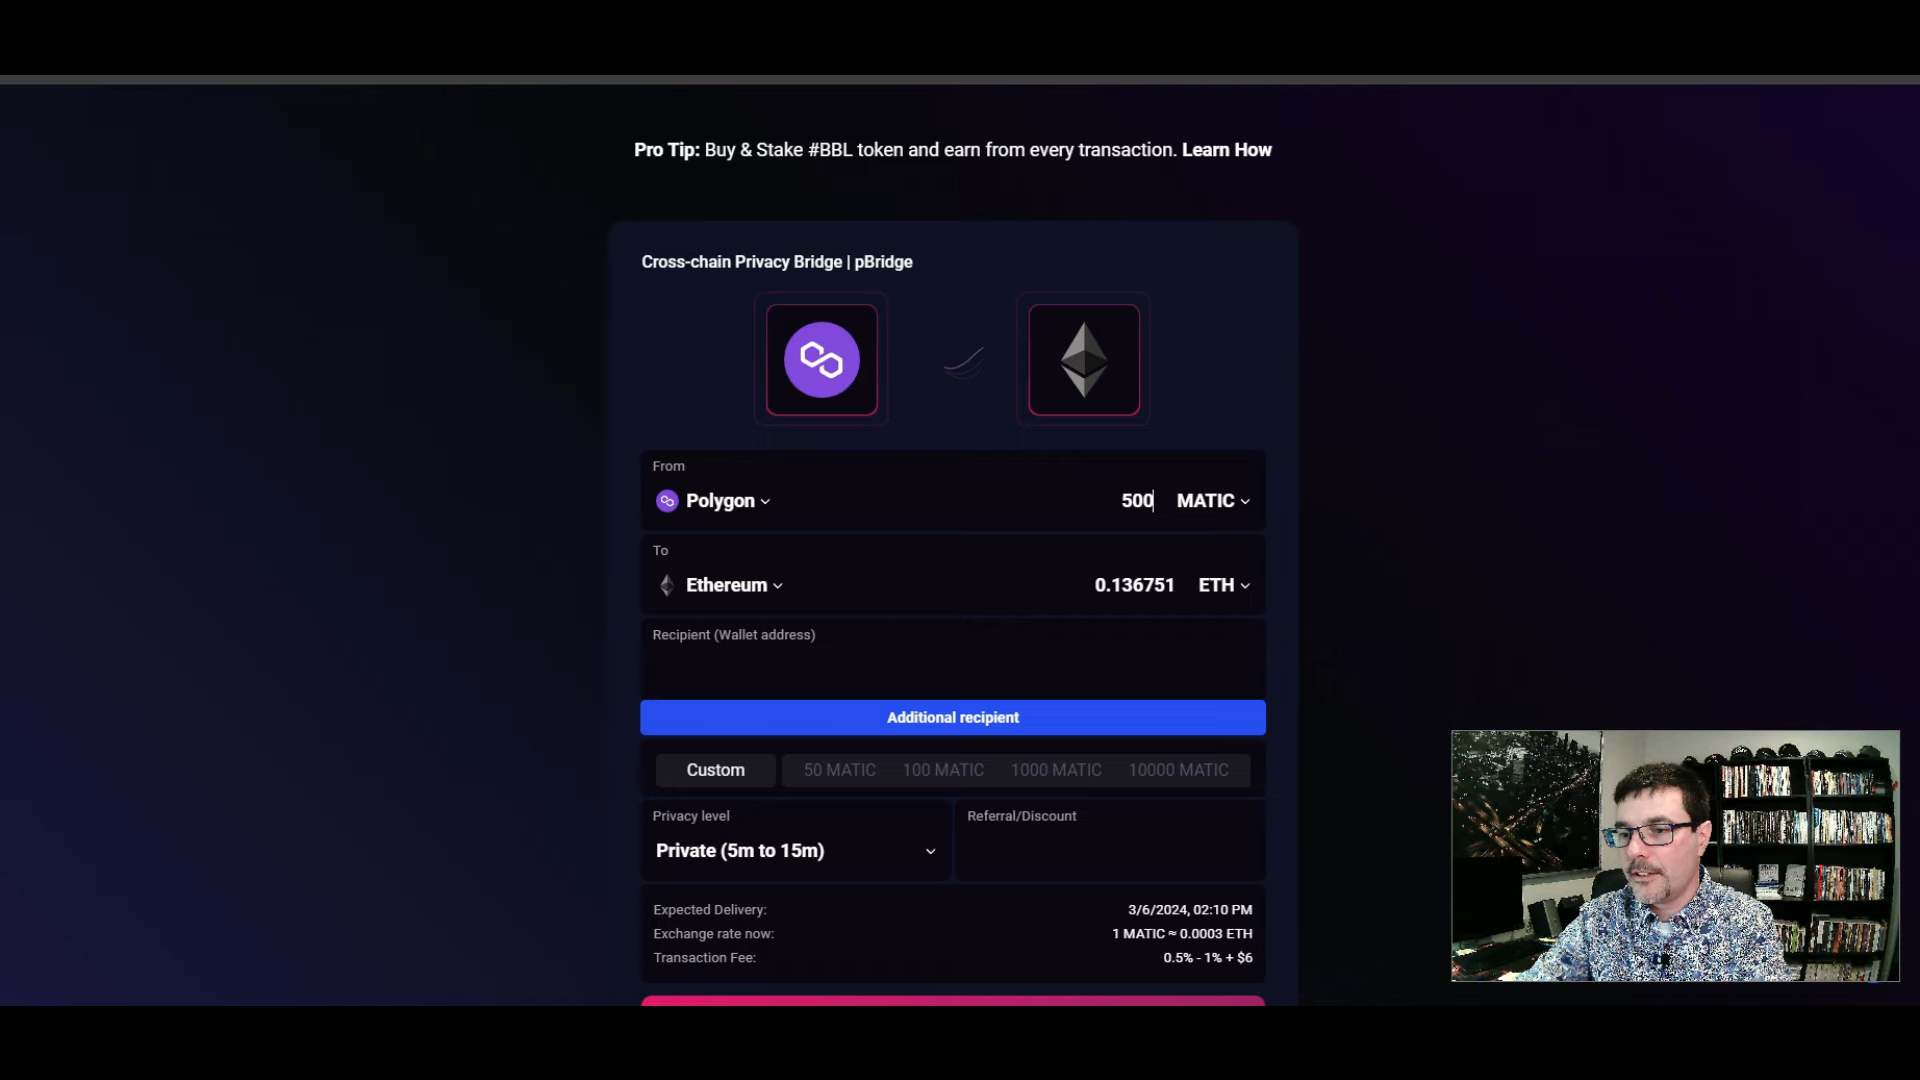 Pro Tip: Buy & Stake #BBL token and earn from every transaction. Learn How
Cross-chain Privacy Bridge | pBridge
From
Polygon 500 MATIC
To
Ethereum 0.136751 ETH
Recipient (Wallet address)
Additional recipient
Custom 50 MATIC 100 MATIC 1000 MATIC 10000 MATIC
Privacy level Referral/Discount
Private (5m to 15m)
Expected Delivery: 3/6/2024, 02:10 PM
Exchange rate now: 1 MATIC ≈ 0.0003 ETH
Transaction Fee: 0.5% - 1% + $6